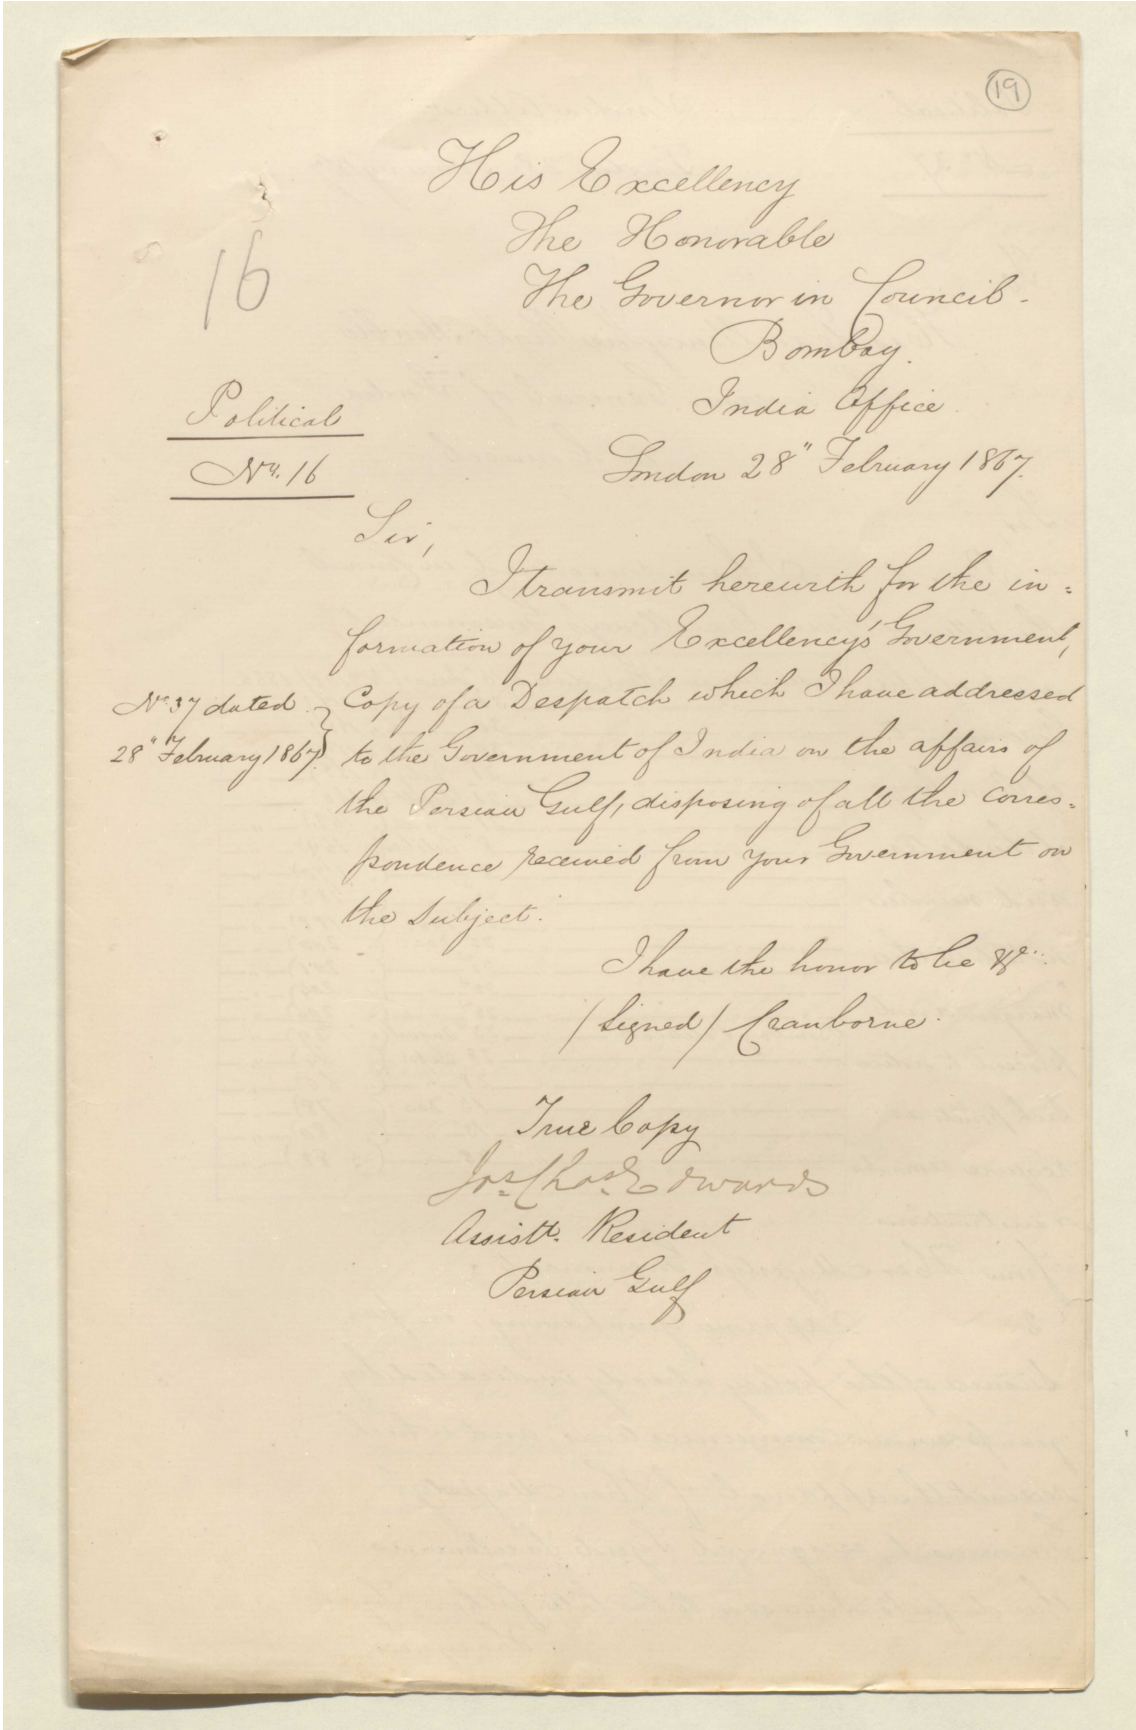 19
His Excellency
The Honorable
16
The Governor in Council -
Bombay.
Political
India Office
No. 16
London 28" February 1867.
Sir,
I transmit herewith for the in=
formation of your Excellency's Government,
No. 37 dated
Copy of a Despatch which I have addressed
28" February 1867.
to the Government of India on the affairs of
the Persian Gulf, disposing of all the corres=
pondence received from your Government on
the Subject.
I have the honor to be &c.
/Signed/ Cranborne.
True Copy
Jas. Chas. Edwards
Assistt. Resident
Persian Gulf